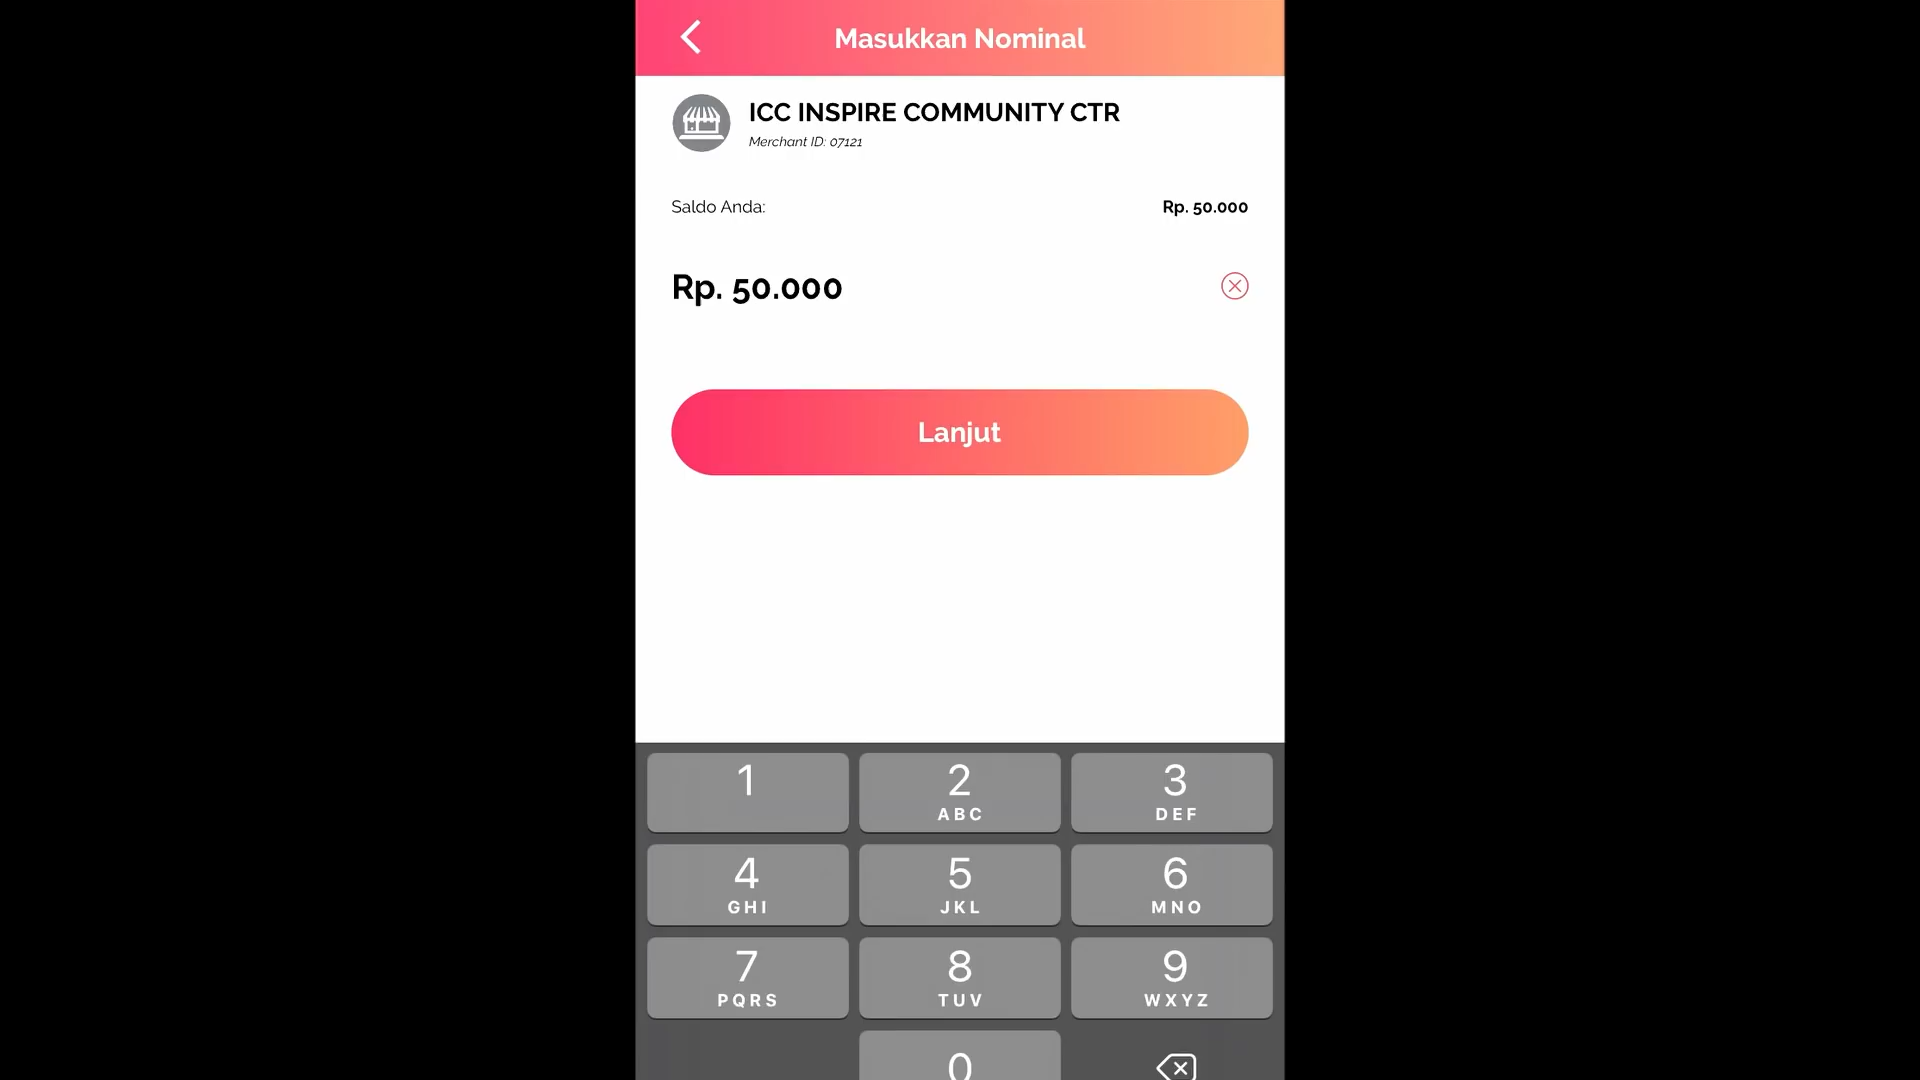 Masukkan Nominal
ICC INSPIRE COMMUNITY CTR
Merchant ID: 07121
Saldo Anda: Rp. 50.000
Rp. 50.000
Lanjut
1 2 3
ABC DEF
4 5 6
GHI JKL MNO
7 8 9
PQRS TUV WXYZ
0